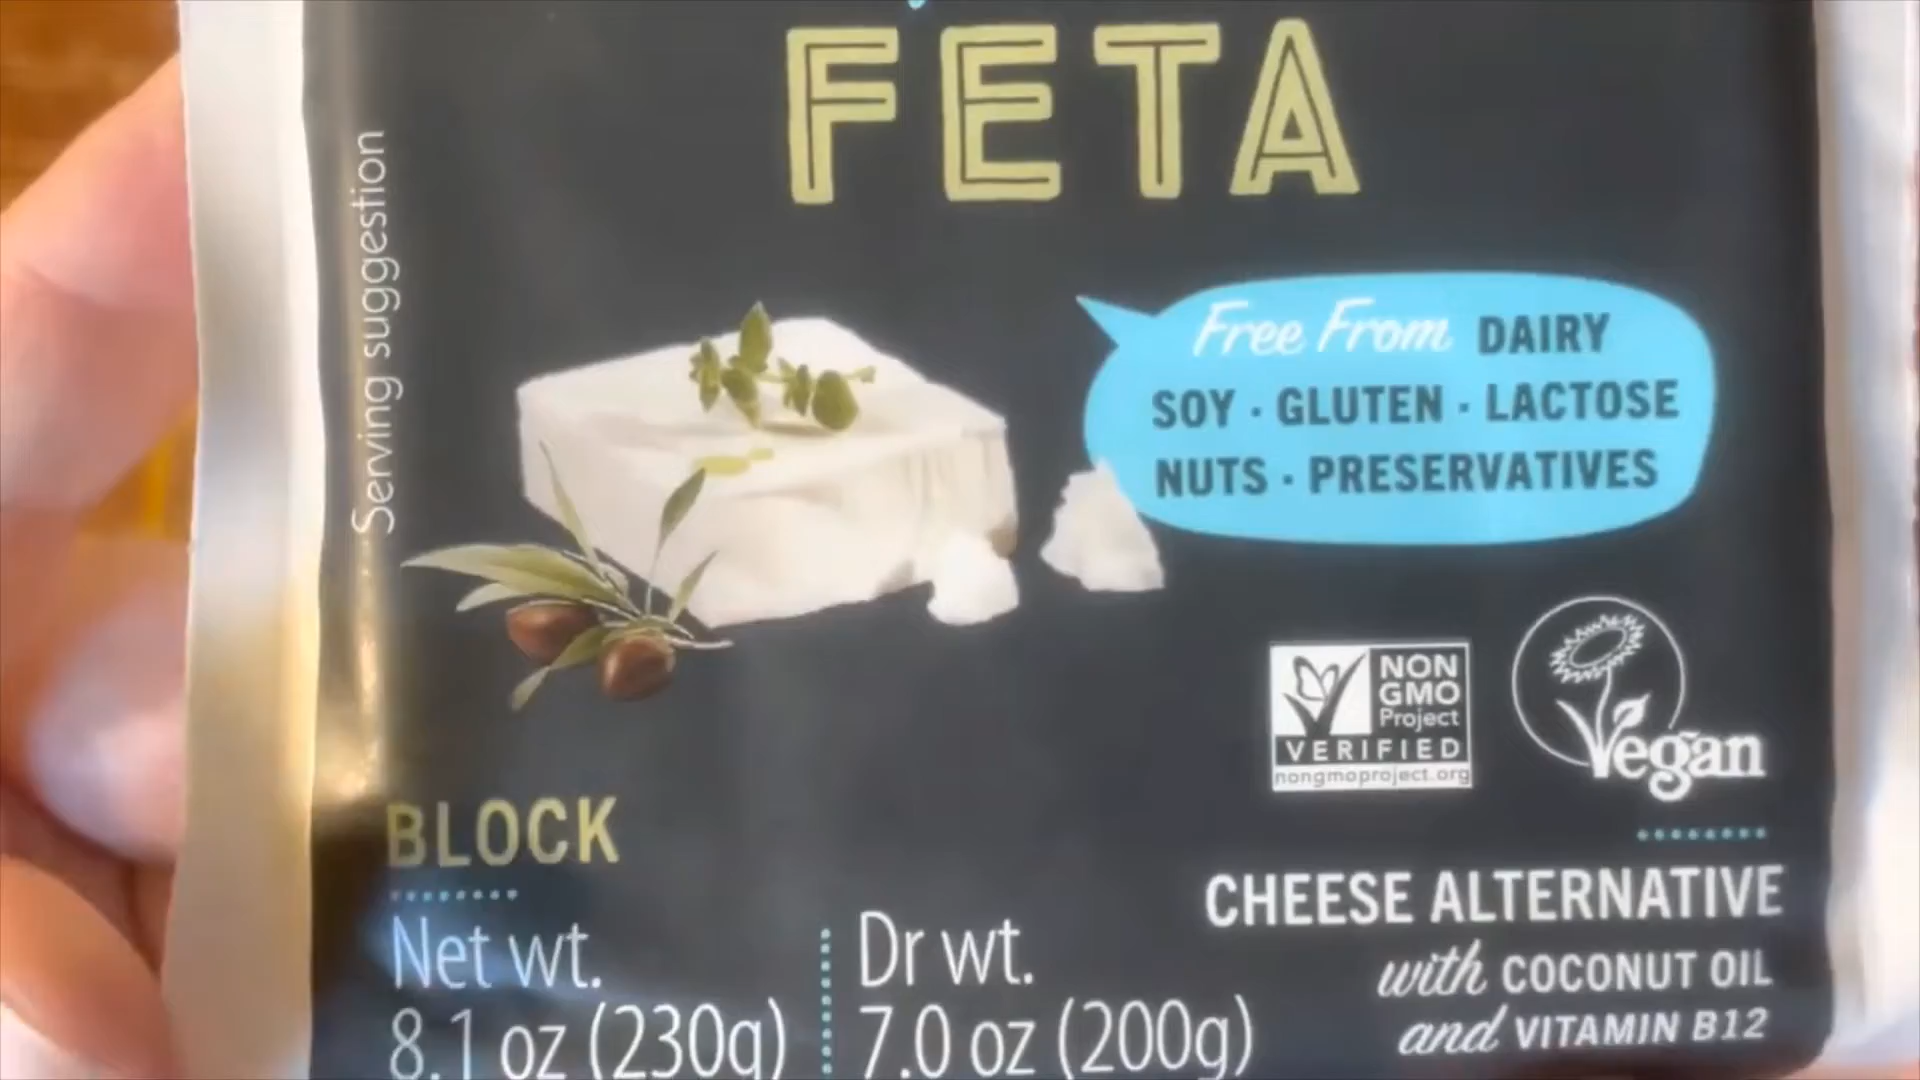 FETA
Serving suggestion
Free From DAIRY
SOY · GLUTEN · LACTOSE
NUTS · PRESERVATIVES
NON
GMO
Project
VERIFIED
nongmoproject.org
Vegan
BLOCK
Net wt.
8.1 oz (230g)
Dr wt.
7.0 oz (200g)
CHEESE ALTERNATIVE
with COCONUT OIL
and VITAMIN B12